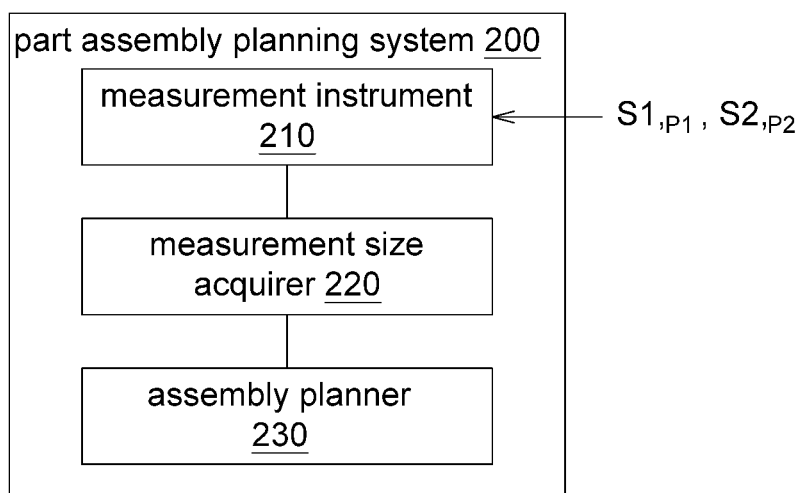 part assembly planning system 200
measurement instrument
210
S1,P1 , S2,P2
measurement size
acquirer 220
assembly planner
230